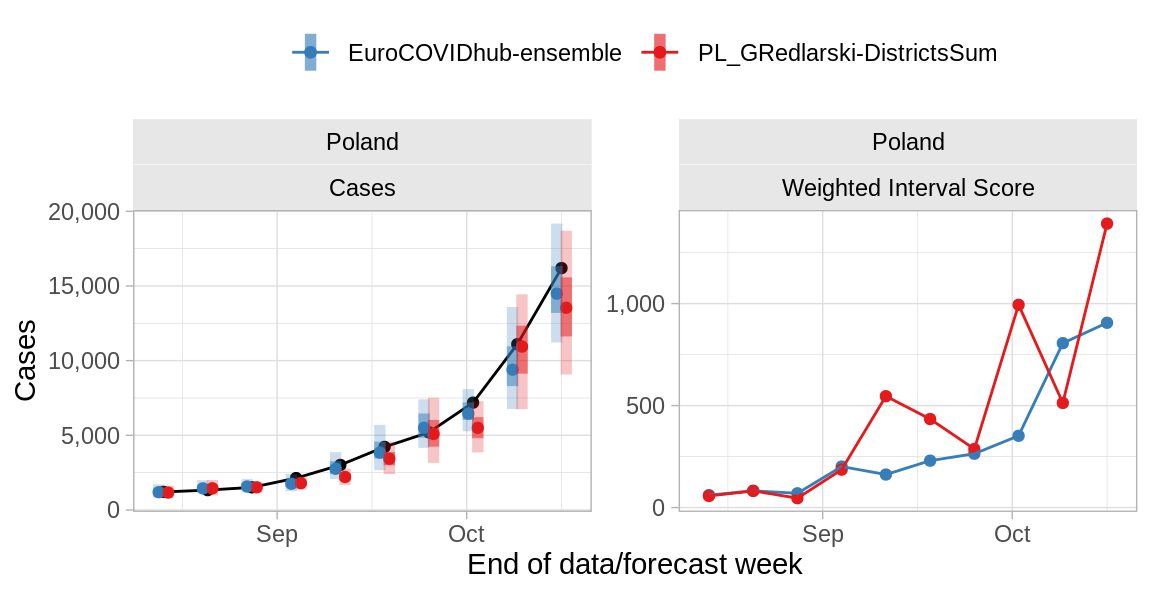 EuroCOVIDhub-ensemble PL_GRedlarski-DistrictsSum
Poland
Cases
Cases
20,000
15,000
10,000
5,000
0
Sep Oct
Poland
Weighted Interval Score
1,000
500
0
Sep Oct
End of data/forecast week